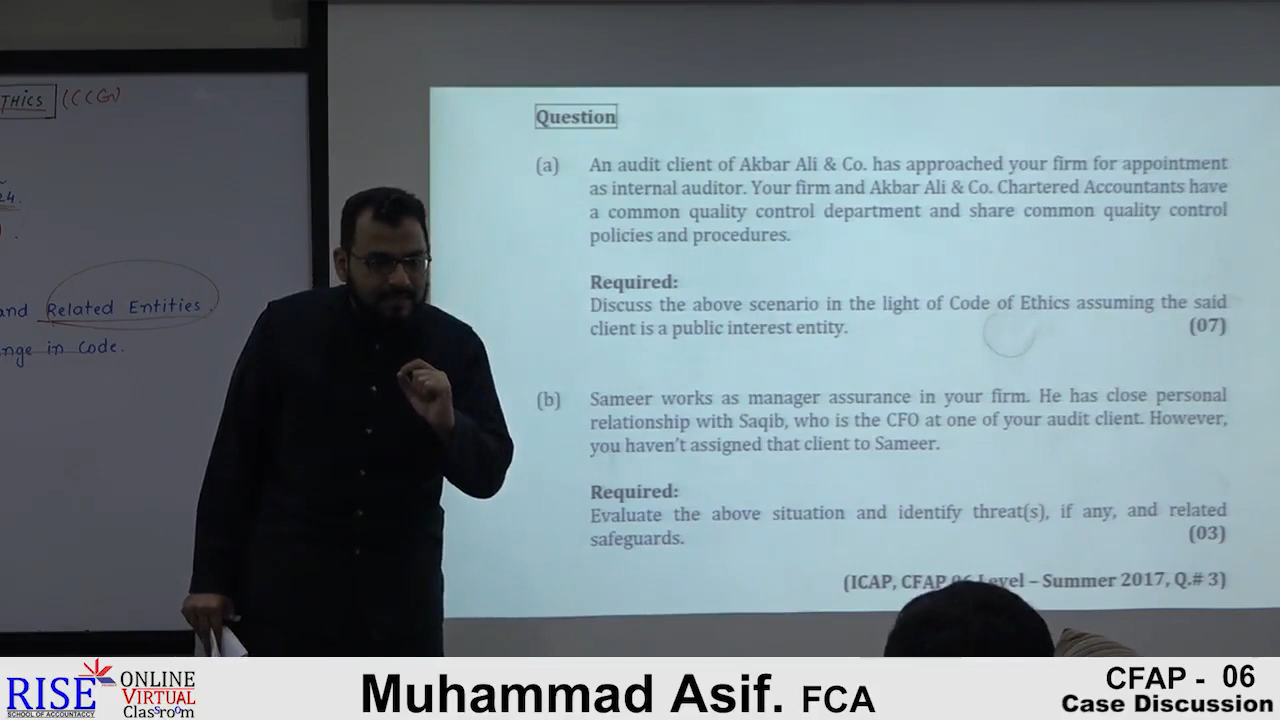 THICS (CCG
24.
and Related Entities
nge in Code.
Question
(a) An audit client of Akbar Ali & Co. has approached your firm for appointment
as internal auditor. Your firm and Akbar Ali & Co. Chartered Accountants have
a common quality control department and share common quality control
policies and procedures.
Required:
Discuss the above scenario in the light of Code of Ethics assuming the said
client is a public interest entity. (07)
(b) Sameer works as manager assurance in your firm. He has close personal
relationship with Saqib, who is the CFO at one of your audit client. However,
you haven't assigned that client to Sameer.
Required:
Evaluate the above situation and identify threat(s), if any, and related
safeguards. (03)
(ICAP, CFAP 06 Level – Summer 2017, Q.# 3)
RISE ONLINE
VIRTUAL
Classroom
SCHOOL OF ACCOUNTANCY
Muhammad Asif. FCA
CFAP - 06
Case Discussion